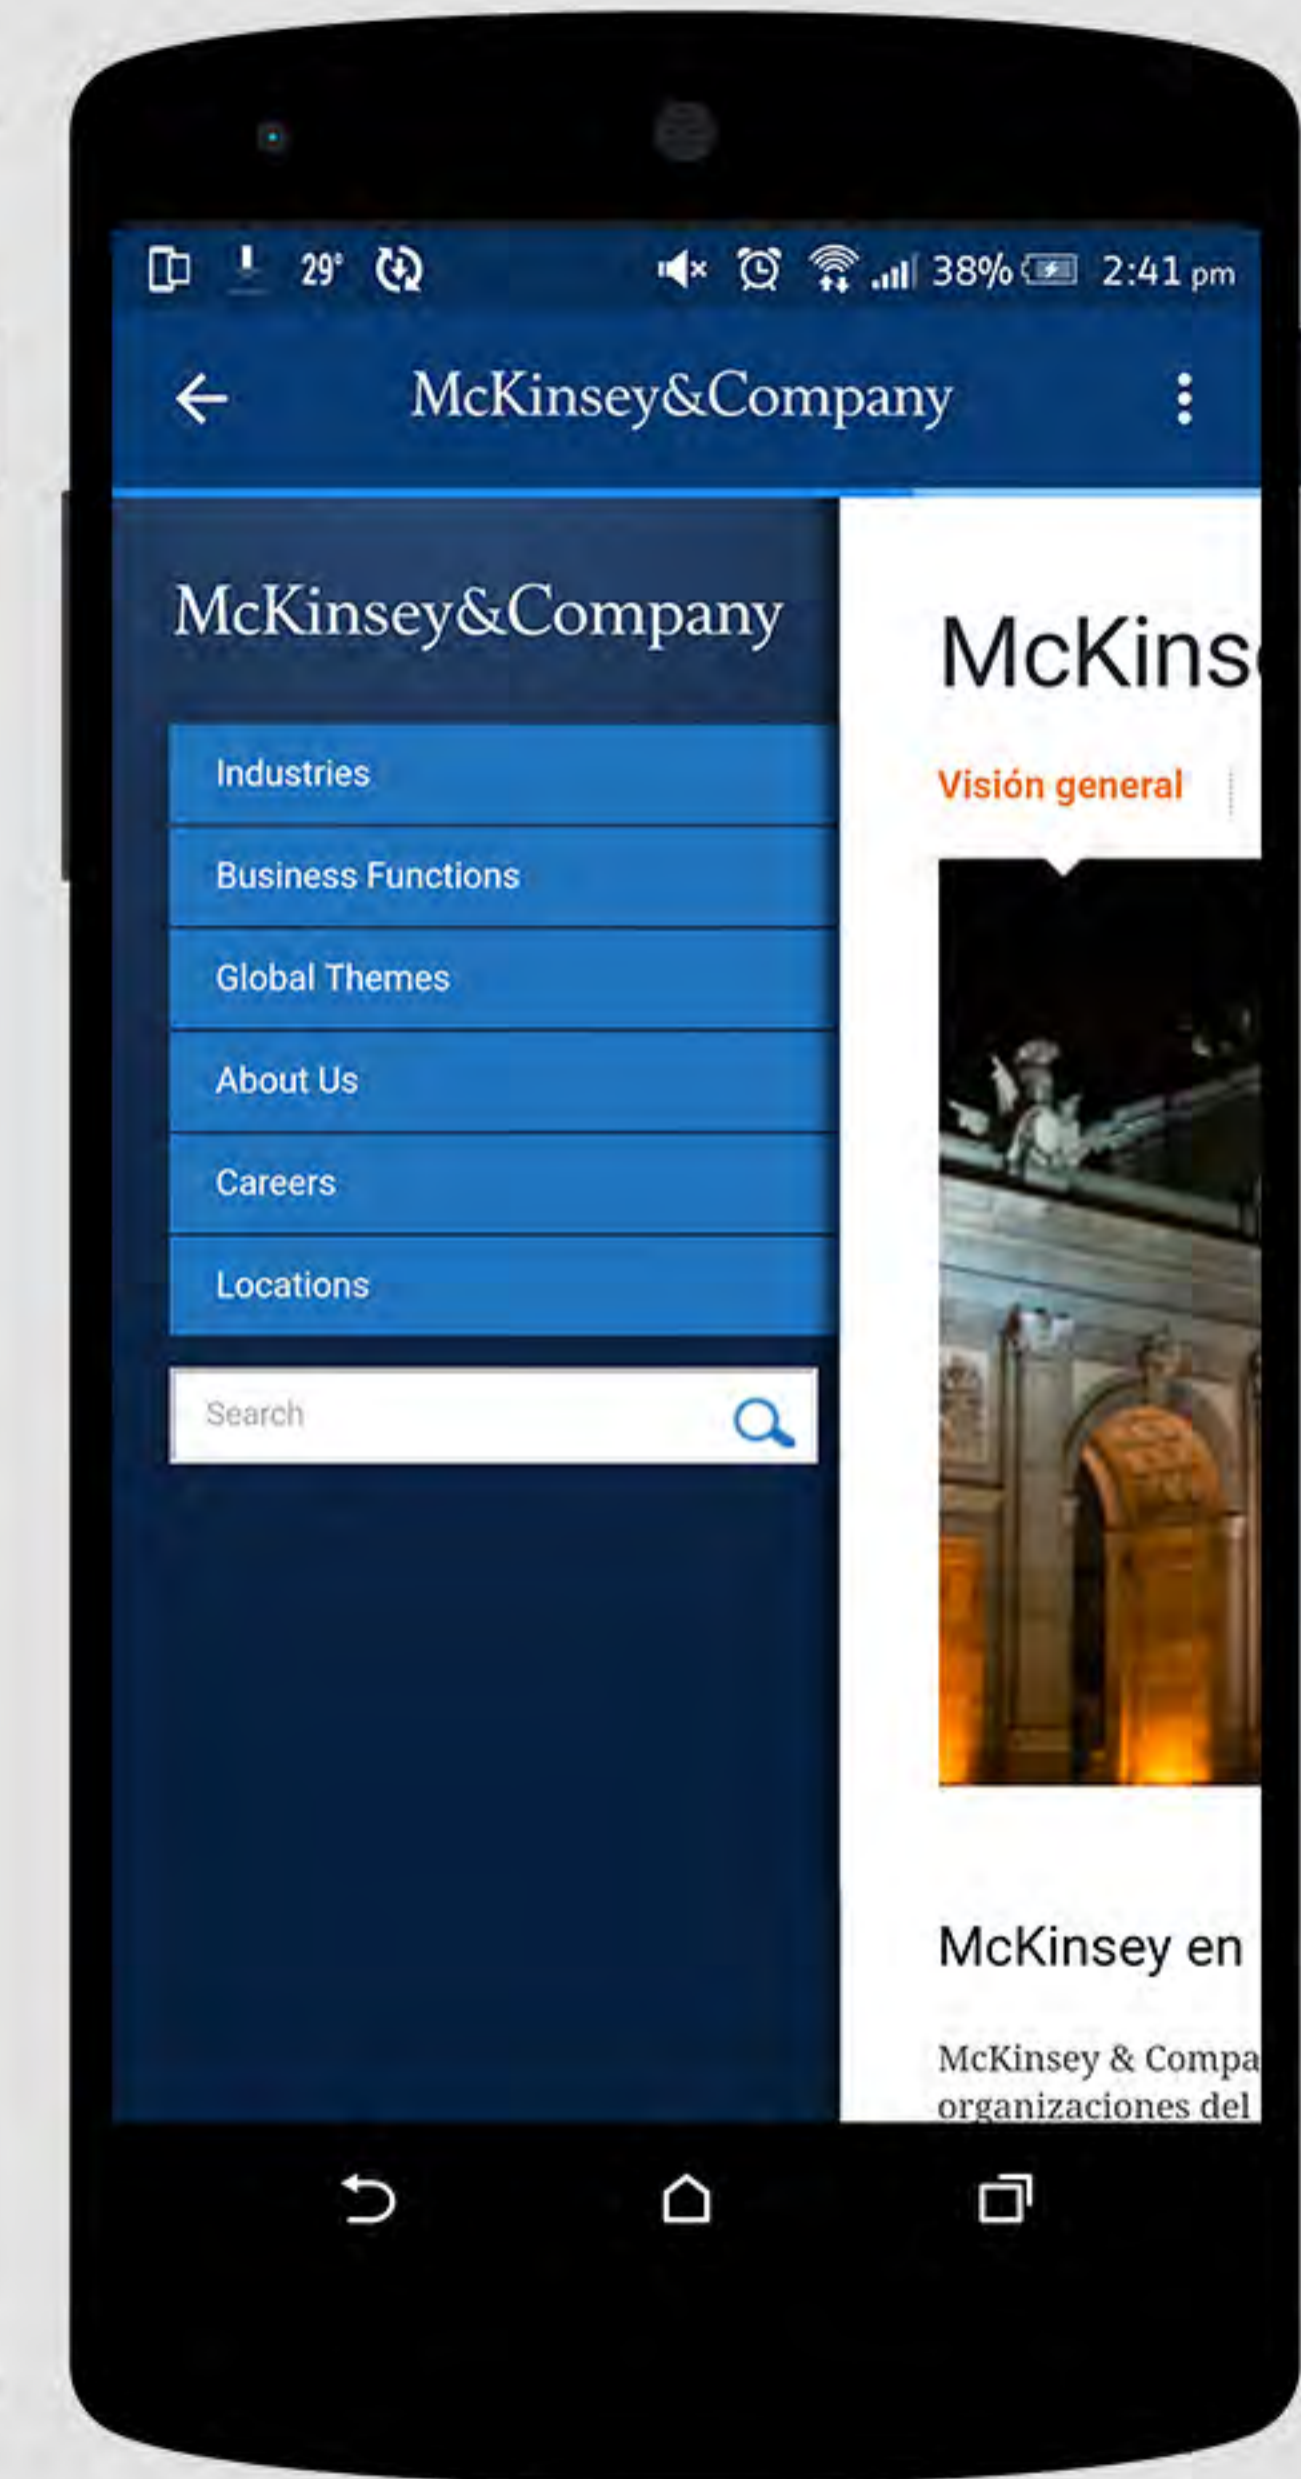 29° 38% 2:41 pm
McKinsey&Company
McKinsey&Company
Industries
Business Functions
Global Themes
About Us
Careers
Locations
Search
McKins
Visión general
McKinsey en
McKinsey & Compa
organizaciones del